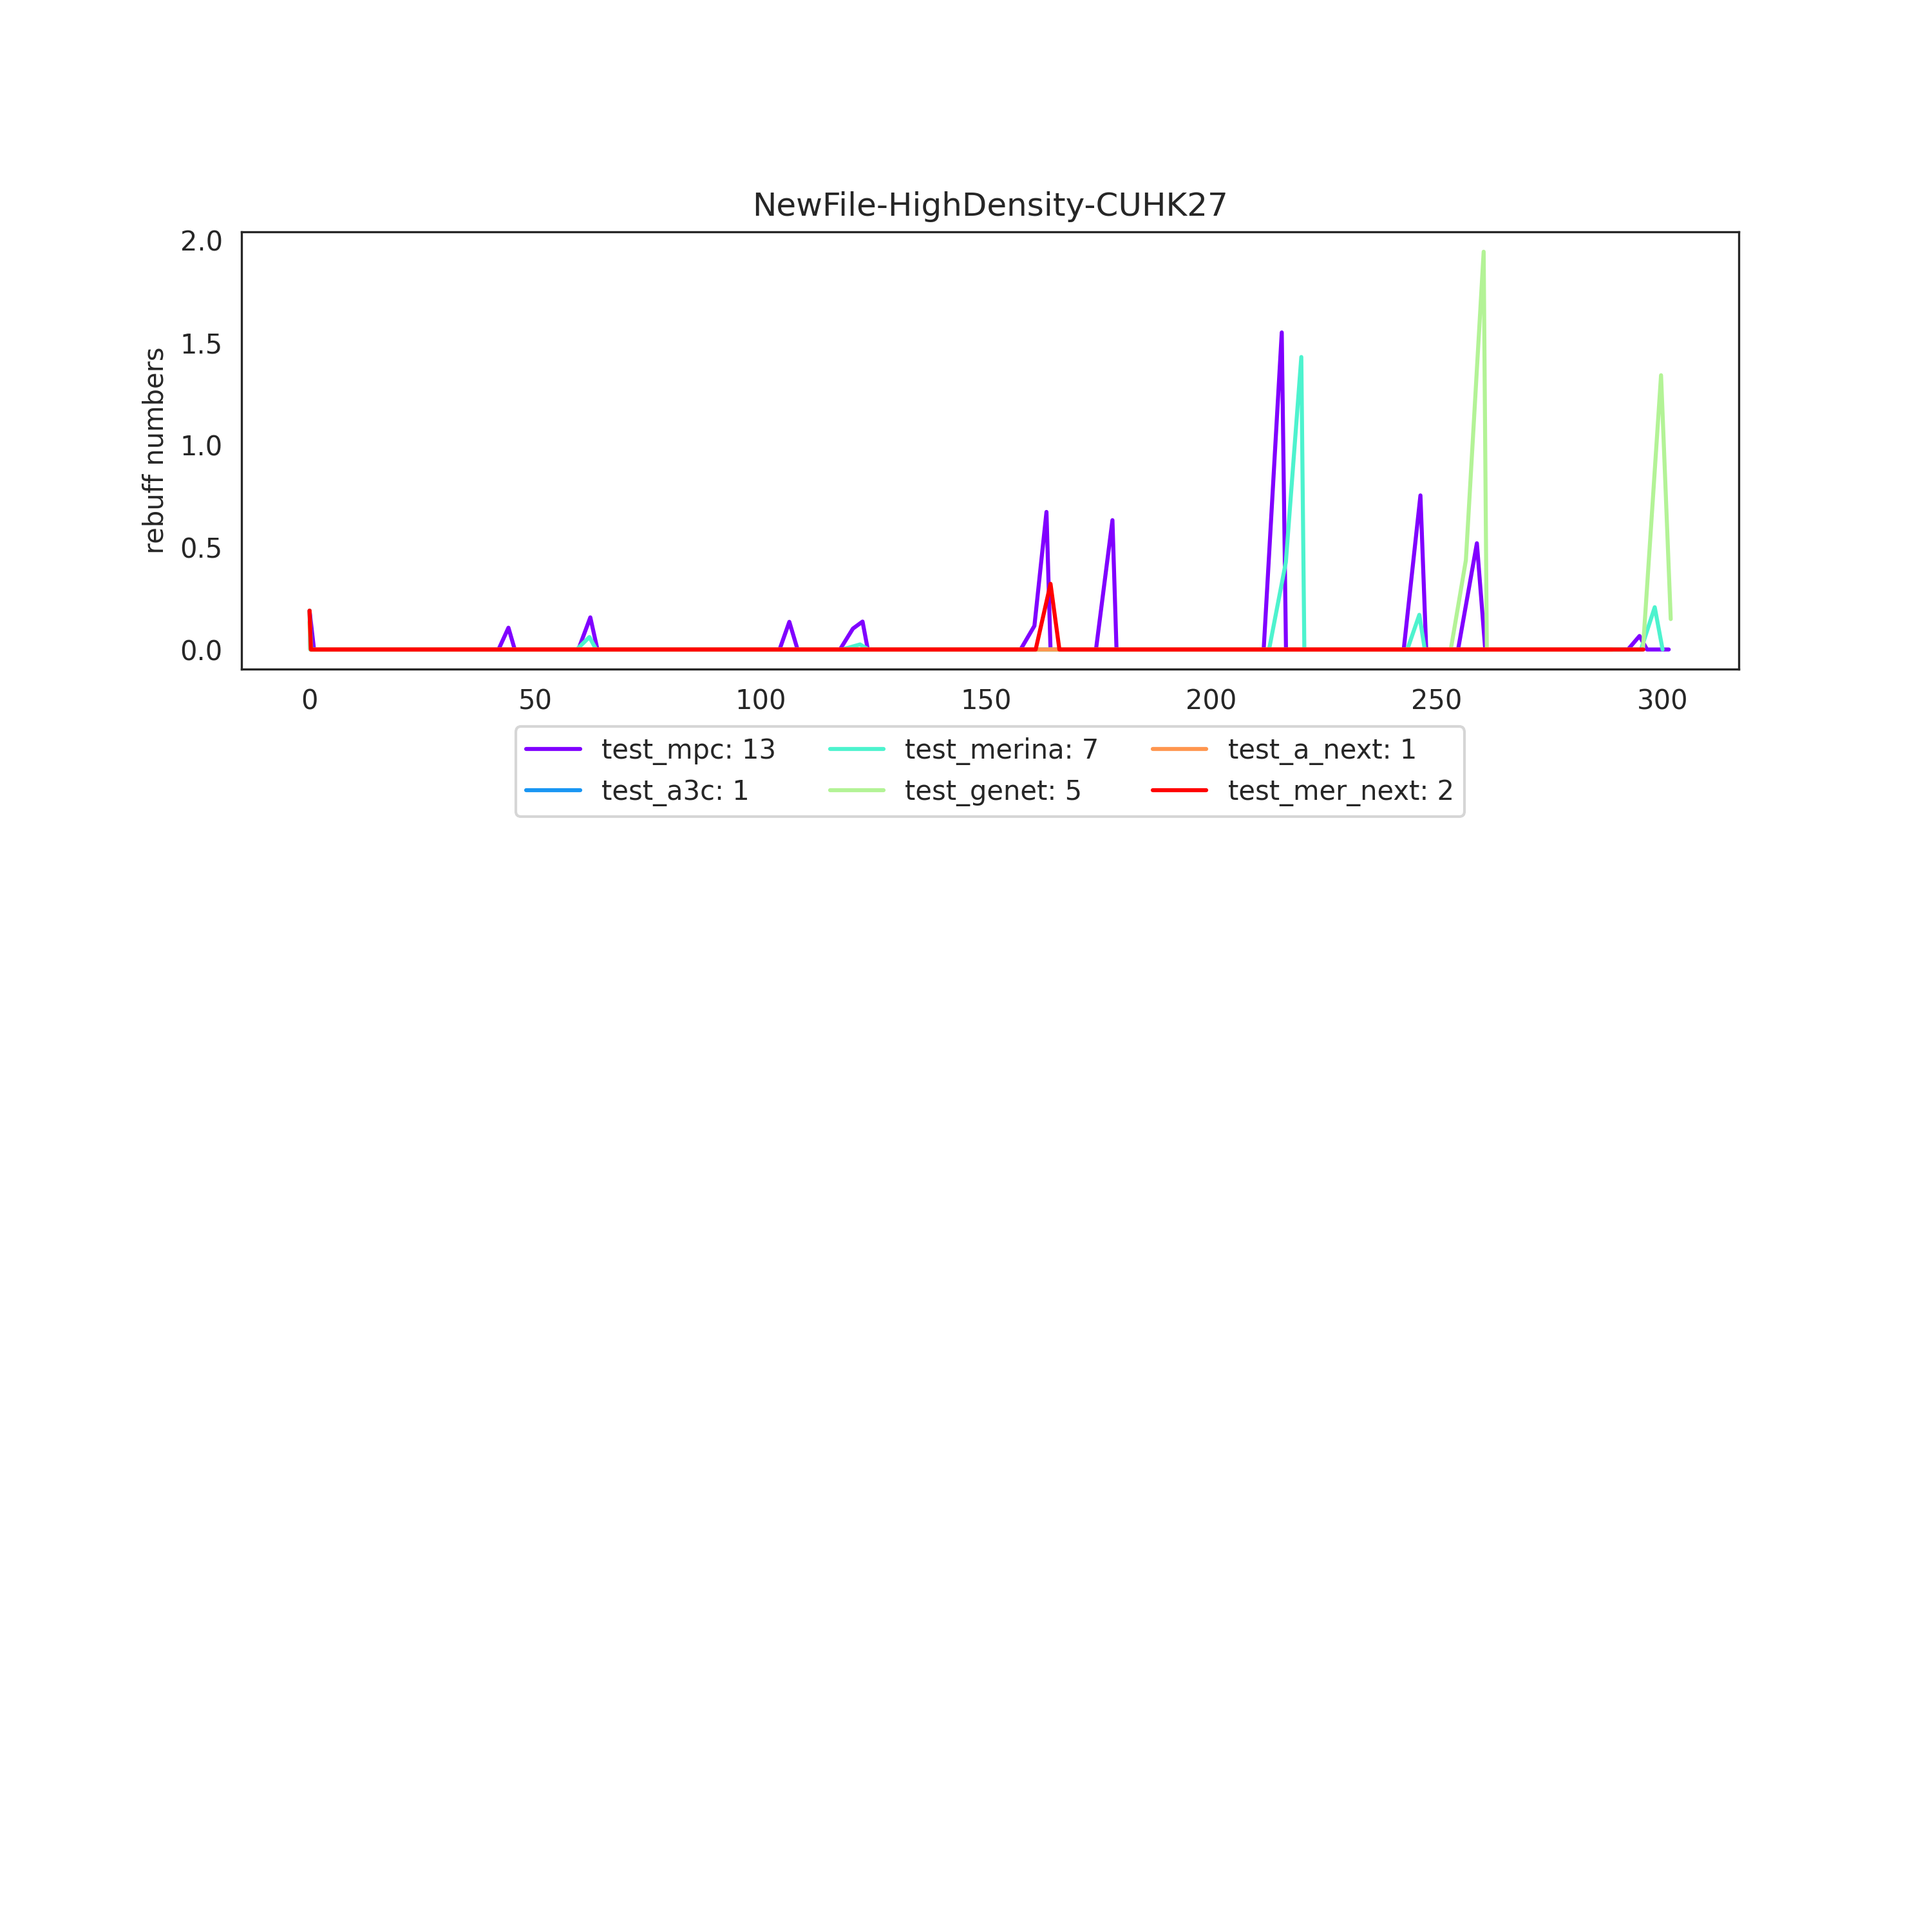 NewFile-HighDensity-CUHK27
2.0
1.5
1.0
0.5
0.0
rebuff numbers
0 50 100 150 200 250 300
test_mpc: 13 test_merina: 7 test_a_next: 1
test_a3c: 1 test_genet: 5 test_mer_next: 2